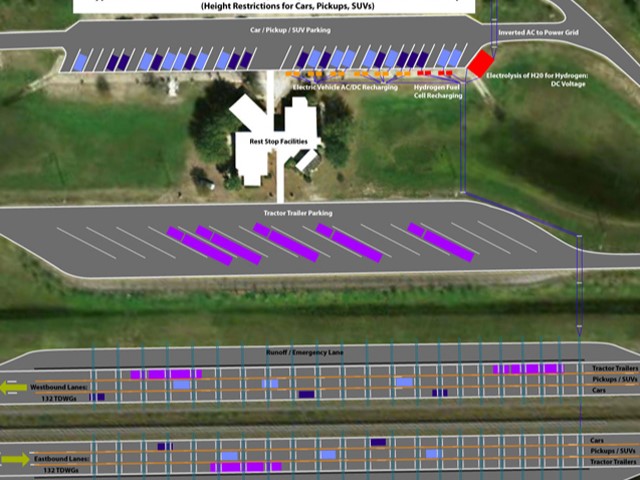 (Height Restrictions for Cars, Pickups, SUVs)
Car / Pickup / SUV Parking
Inverted AC to Power Grid
Electrolysis of H20 for Hydrogen:
DC Voltage
Electric Vehicle AC/DC Recharging
Hydrogen Fuel
Cell Recharging
Rest Stop Facilities
Tractor Trailer Parking
Runoff / Emergency Lane
Tractor Trailers
Pickups / SUVs
Cars
Westbound Lanes:
132 TDWGs
Cars
Pickups / SUVs
Tractor Trailers
Eastbound Lanes:
132 TDWGs